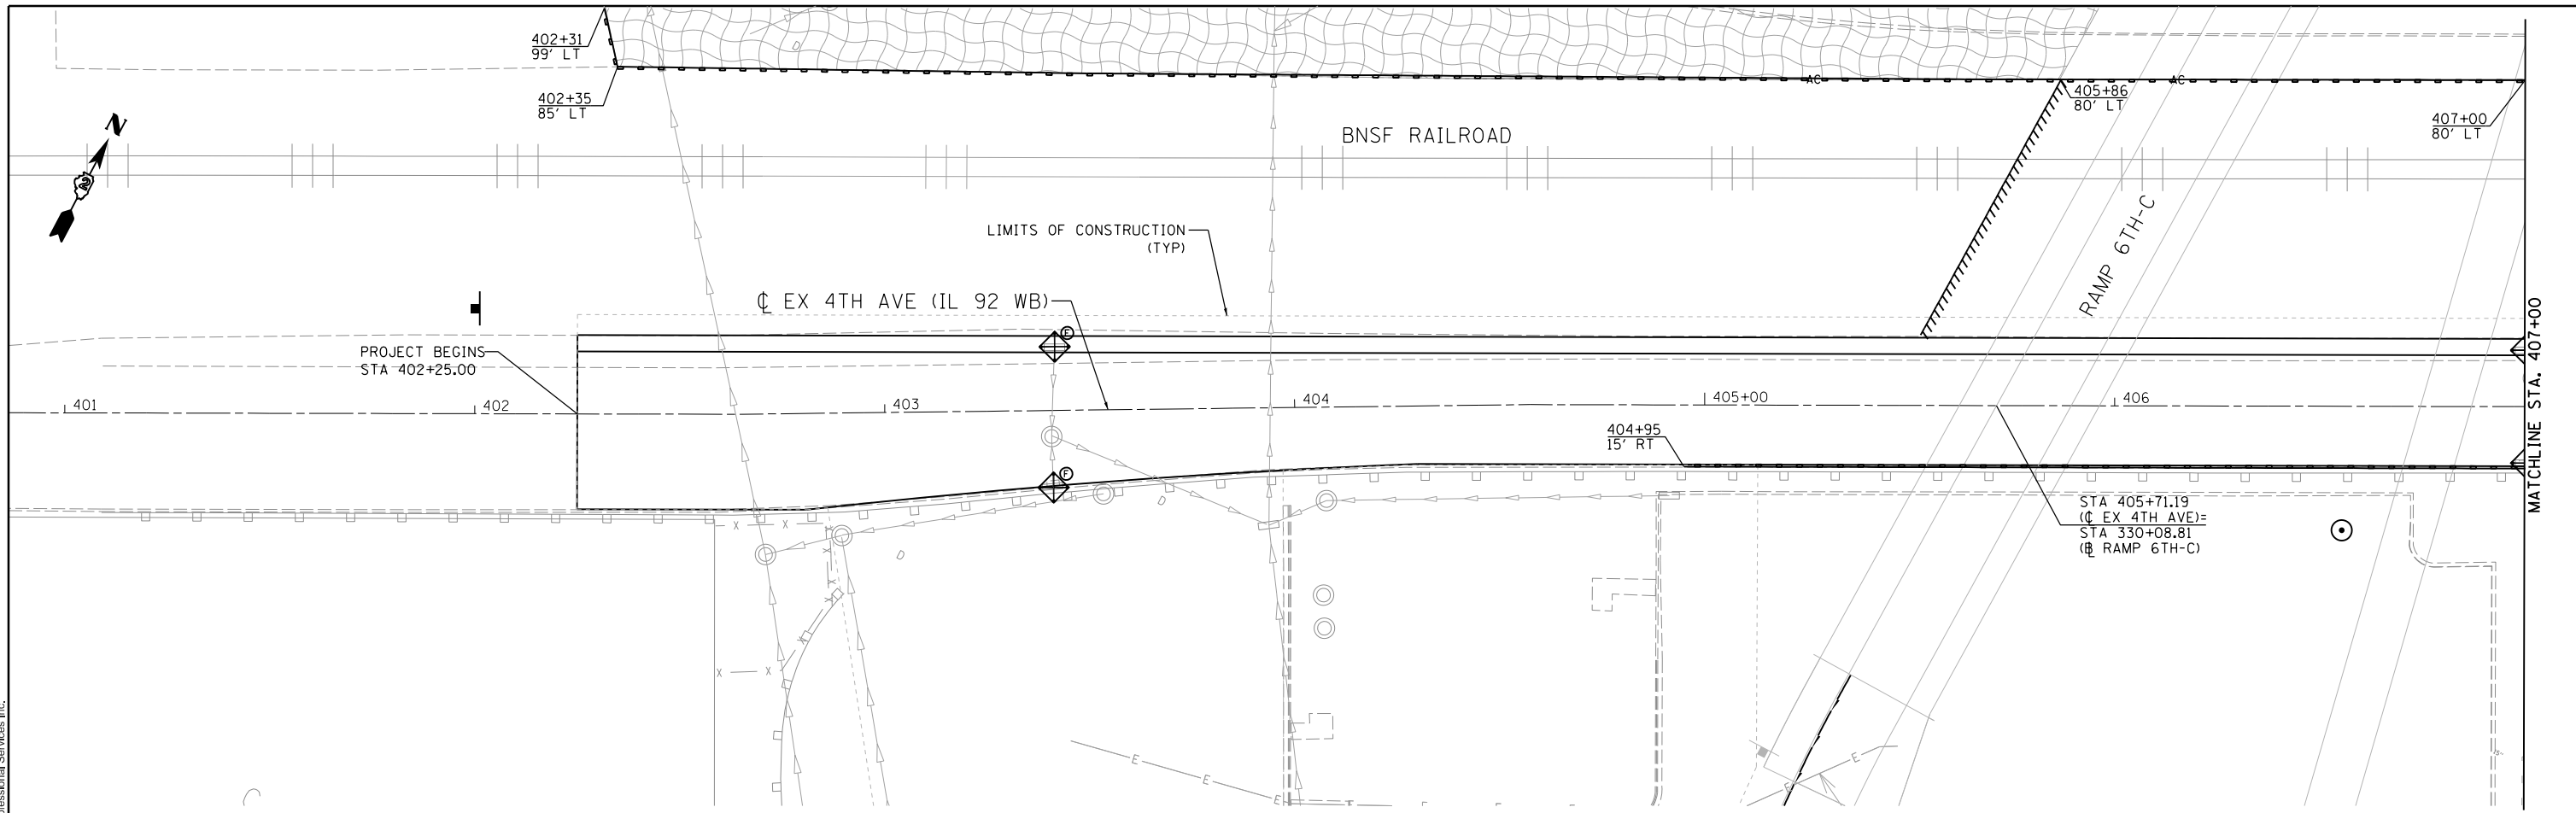 402+31
99' LT
402+35
85' LT
N
BNSF RAILROAD
AC
AC
405+86
80' LT
407+00
80' LT
LIMITS OF CONSTRUCTION
(TYP)
RAMP 6TH-C
℄ EX 4TH AVE (IL 92 WB)
F
PROJECT BEGINS
STA 402+25.00
401
402
403
404
405+00
406
404+95
15' RT
F
STA 405+71.19
(℄ EX 4TH AVE)=
STA 330+08.81
(B RAMP 6TH-C)
MATCHLINE STA. 407+00
D
D
D
X
X
X
X
X
X
X
X
E
E
E
E
E